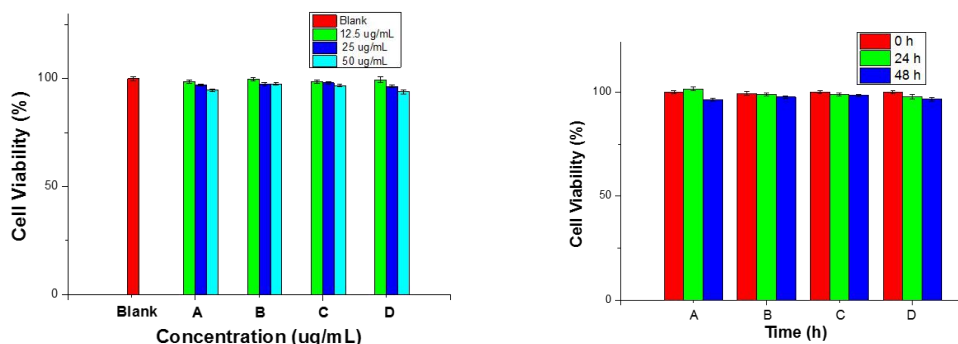 Blank
12.5 ug/mL
25 ug/mL
50 ug/mL
Cell Viability (%)
100
50
0
Blank A B C D
Concentration (ug/mL)
0 h
24 h
48 h
Cell Viability (%)
100
50
0
A B C D
Time (h)